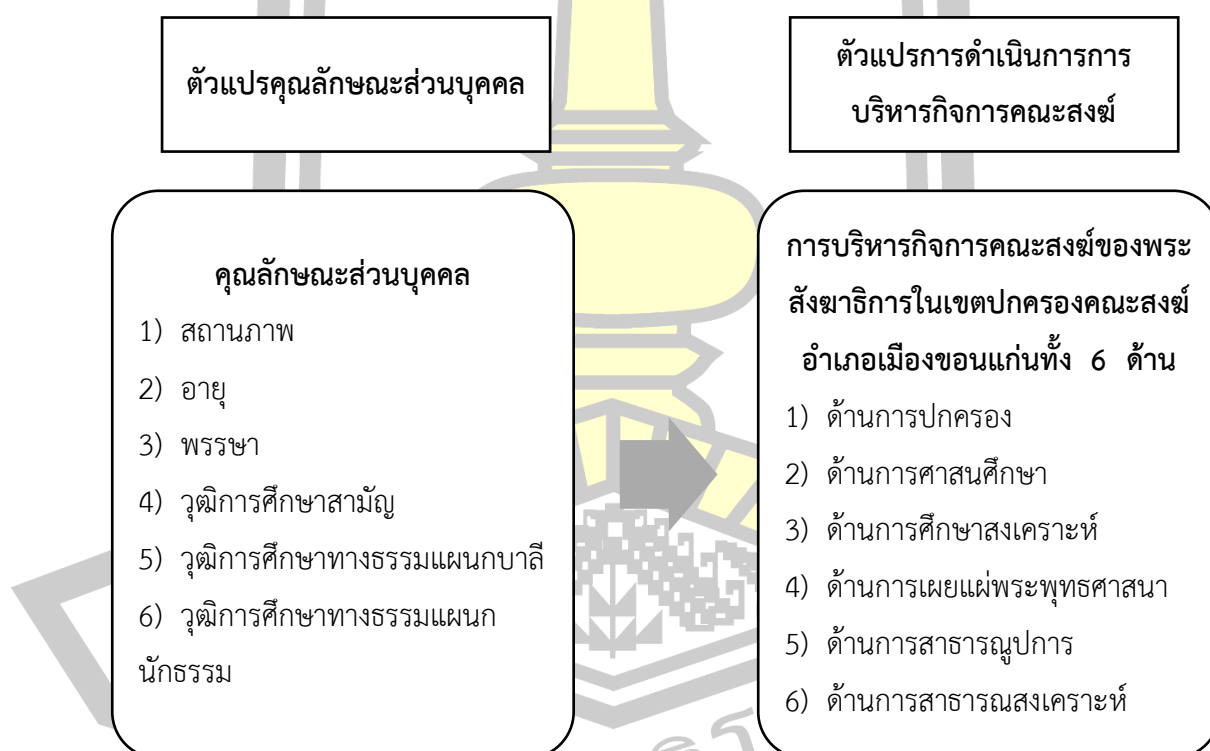 ตัวแปรคุณลักษณะส่วนบุคคล
ตัวแปรการดำเนินการการ
บริหารกิจการคณะสงฆ์
คุณลักษณะส่วนบุคคล
1) สถานภาพ
2) อายุ
3) พรรษา
4) วุฒิการศึกษาสามัญ
5) วุฒิการศึกษาทางธรรมแผนกบาลี
6) วุฒิการศึกษาทางธรรมแผนก
นักธรรม
การบริหารกิจการคณะสงฆ์ของพระ
สังฆาธิการในเขตปกครองคณะสงฆ์
อำเภอเมืองขอนแก่นทั้ง 6 ด้าน
1) ด้านการปกครอง
2) ด้านการศาสนศึกษา
3) ด้านการศึกษาสงเคราะห์
4) ด้านการเผยแผ่พระพุทธศาสนา
5) ด้านการสาธารณูปการ
6) ด้านการสาธารณสงเคราะห์